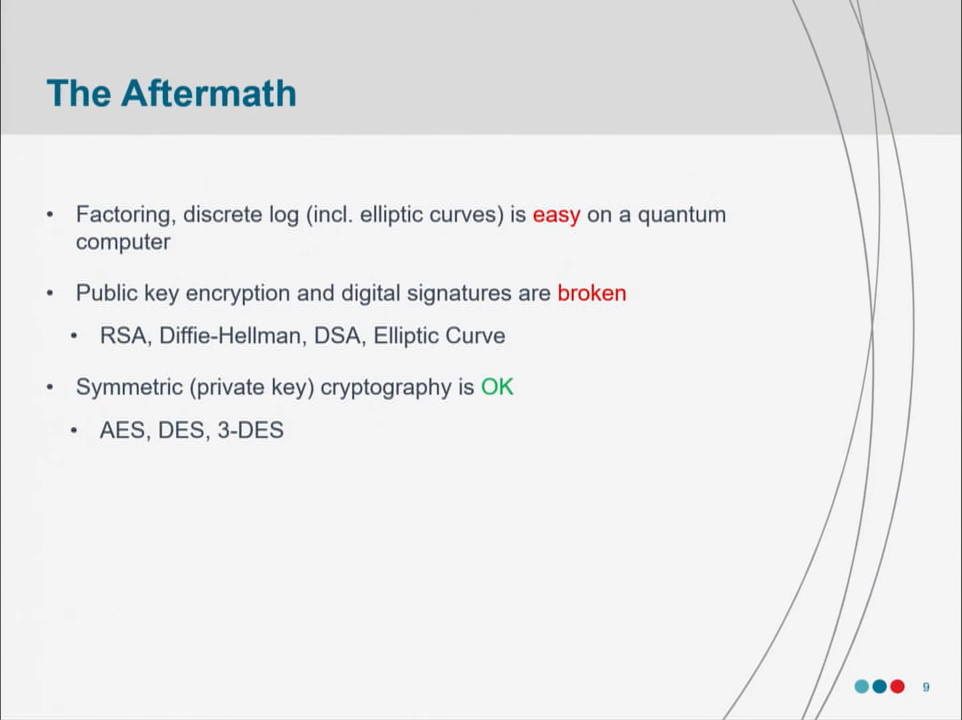 The Aftermath
• Factoring, discrete log (incl. elliptic curves) is easy on a quantum
computer
• Public key encryption and digital signatures are broken
• RSA, Diffie-Hellman, DSA, Elliptic Curve
• Symmetric (private key) cryptography is OK
• AES, DES, 3-DES
9